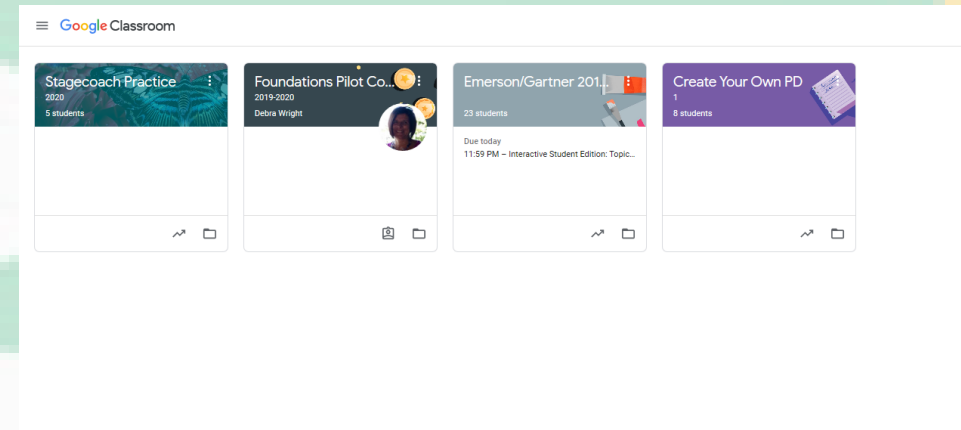 Google Classroom
Stagecoach Practice
2020
5 students
Foundations Pilot Co...
2019-2020
Debra Wright
Emerson/Gartner 201...
23 students
Due today
11:59 PM – Interactive Student Edition: Topic...
Create Your Own PD
1
8 students